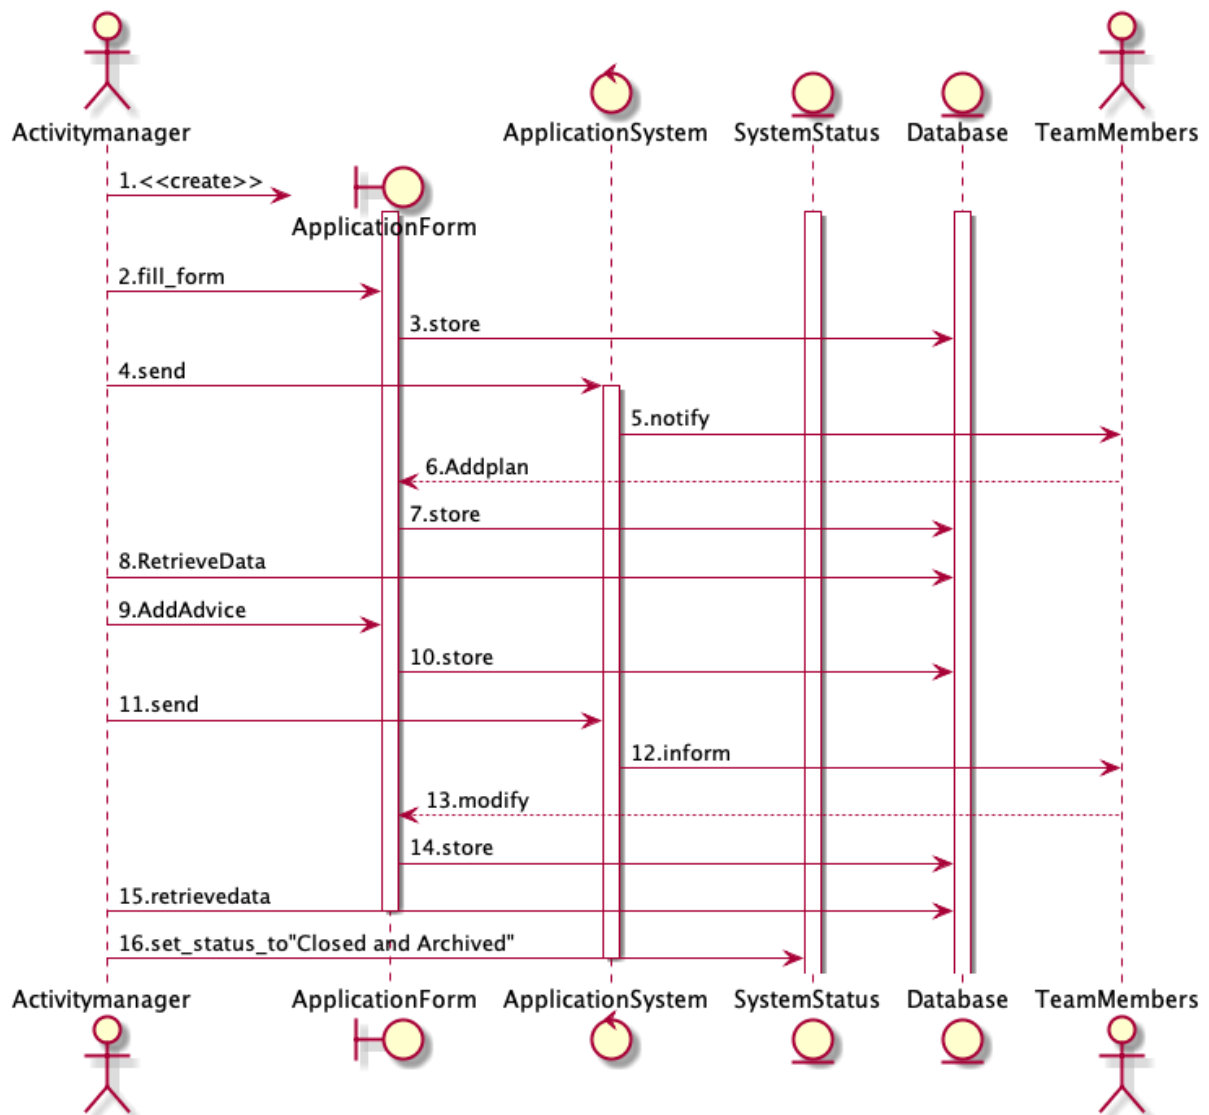 Activitymanager
ApplicationSystem
SystemStatus
Database
TeamMembers
1.<<create>>
ApplicationForm
2.fill_form
3.store
4.send
5.notify
6.Addplan
7.store
8.RetrieveData
9.AddAdvice
10.store
11.send
12.inform
13.modify
14.store
15.retrievedata
16.set_status_to"Closed and Archived"
Activitymanager
ApplicationForm
ApplicationSystem
SystemStatus
Database
TeamMembers